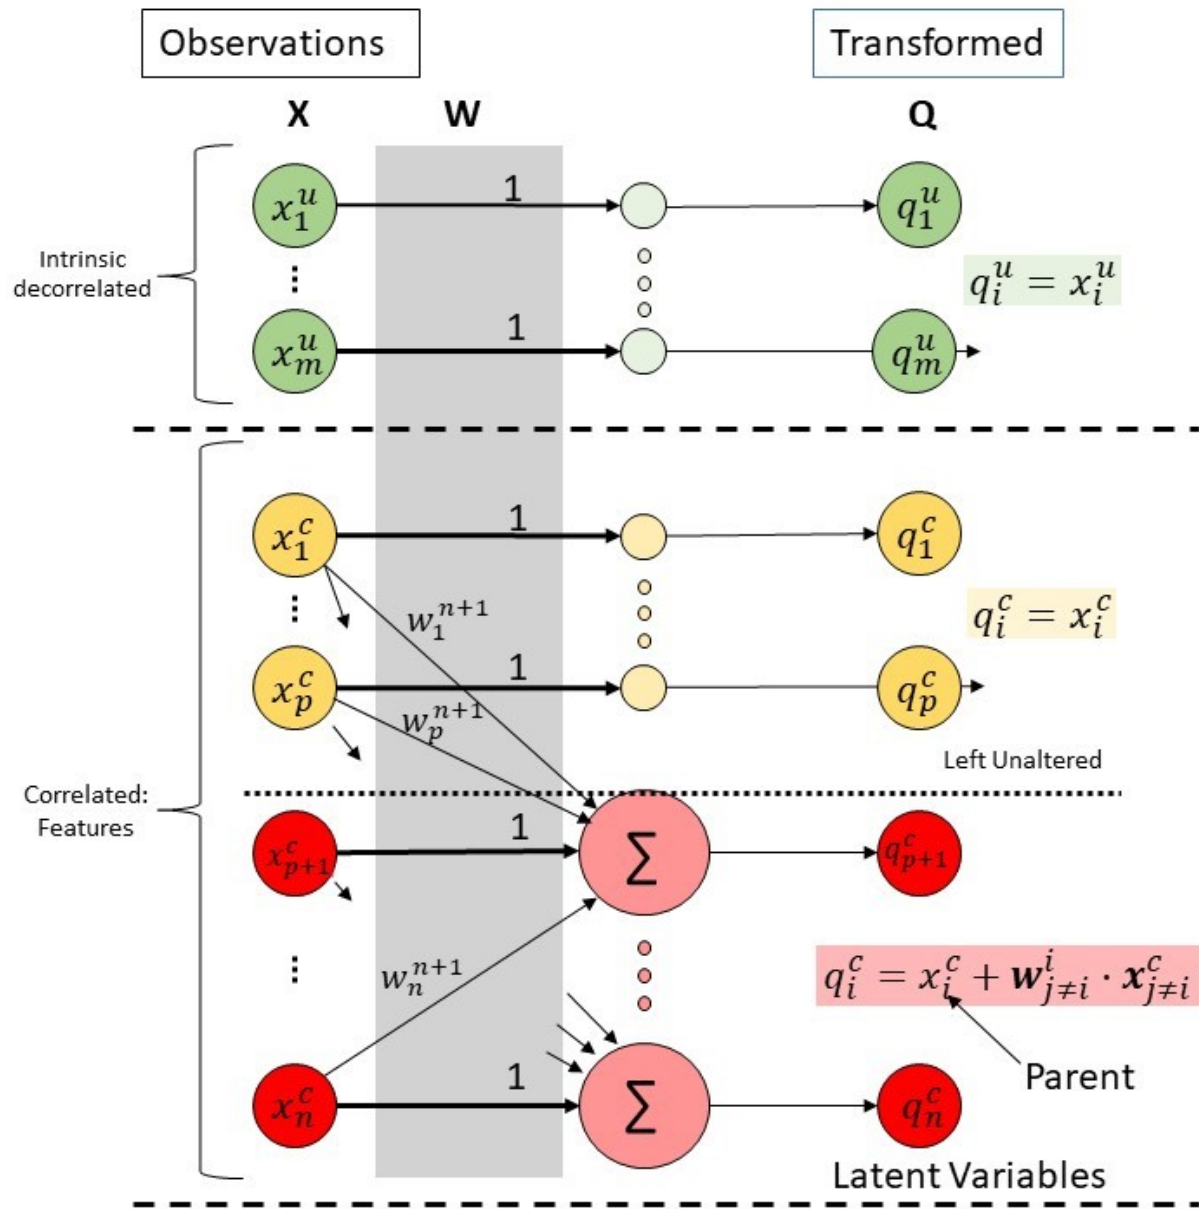 Observations
Transformed
X
W
Q
x_1^u
1
q_1^u
Intrinsic
decorrelated
q_i^u = x_i^u
x_m^u
1
q_m^u
x_1^c
1
q_1^c
w_1^{n+1}
q_i^c = x_i^c
x_p^c
1
q_p^c
w_p^{n+1}
Left Unaltered
Correlated:
Features
x_{p+1}^c
1
∑
q_{p+1}^c
w_n^{n+1}
q_i^c = x_i^c + w_{j≠i}^i · x_{j≠i}^c
Parent
x_n^c
1
∑
q_n^c
Latent Variables